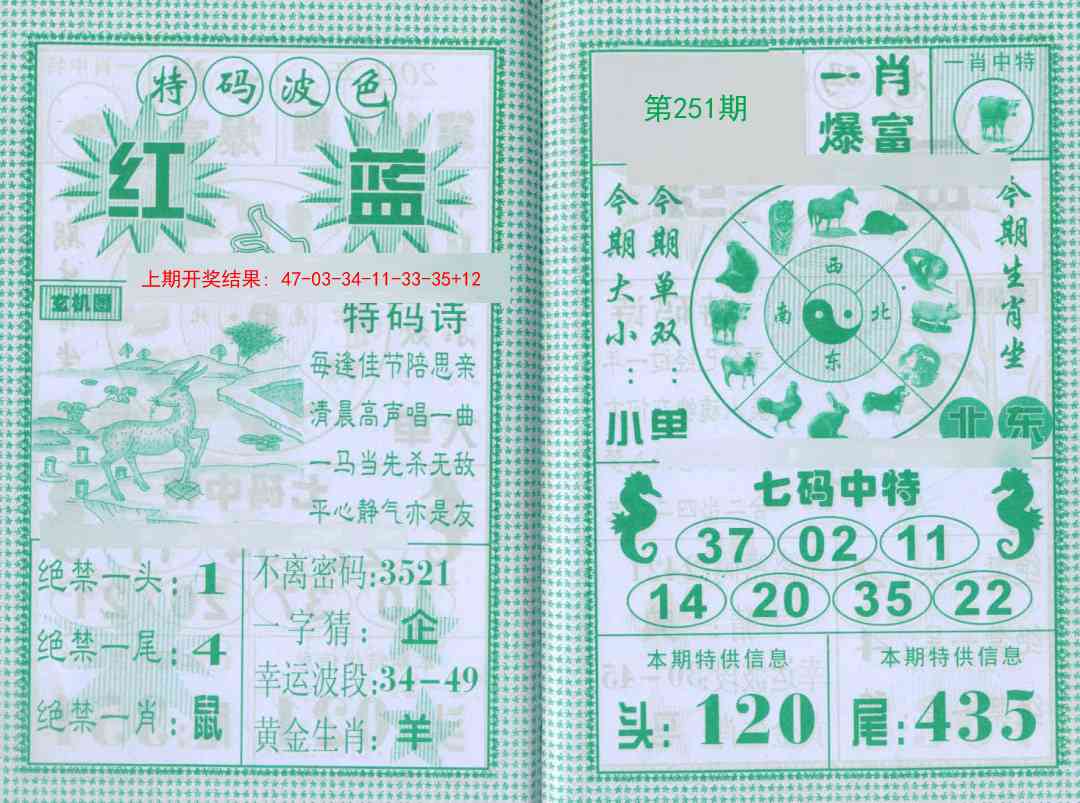 特码波色
红 蓝
上期开奖结果：47-03-34-11-33-35+12
玄机图
特码诗
每逢佳节陪思亲
清晨高声唱一曲
一马当先杀无敌
平心静气亦是友
绝禁一头：1
绝禁一尾：4
绝禁一肖：鼠
不离密码:3521
一字猜：企
幸运波段:34-49
黄金生肖：羊
第251期
一肖
爆富
一肖中特
今期大小：小
今期单双：单
西
南 北
东
今期生肖坐
北东
七码中特
37 02 11
14 20 35 22
本期特供信息
头:120
本期特供信息
尾:435